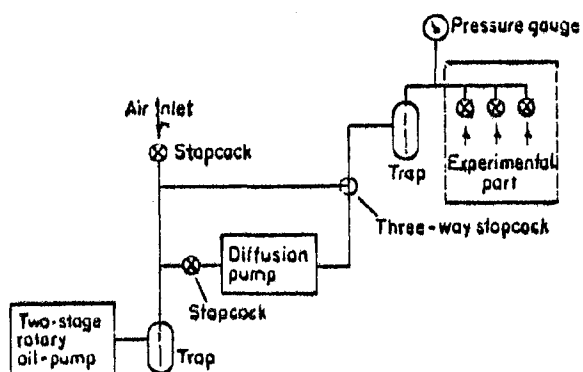 Pressure gauge
Air inlet
Stopcock
Trap
Experimental
part
Three-way stopcock
Diffusion
pump
Stopcock
Two-stage
rotary
oil-pump
Trap